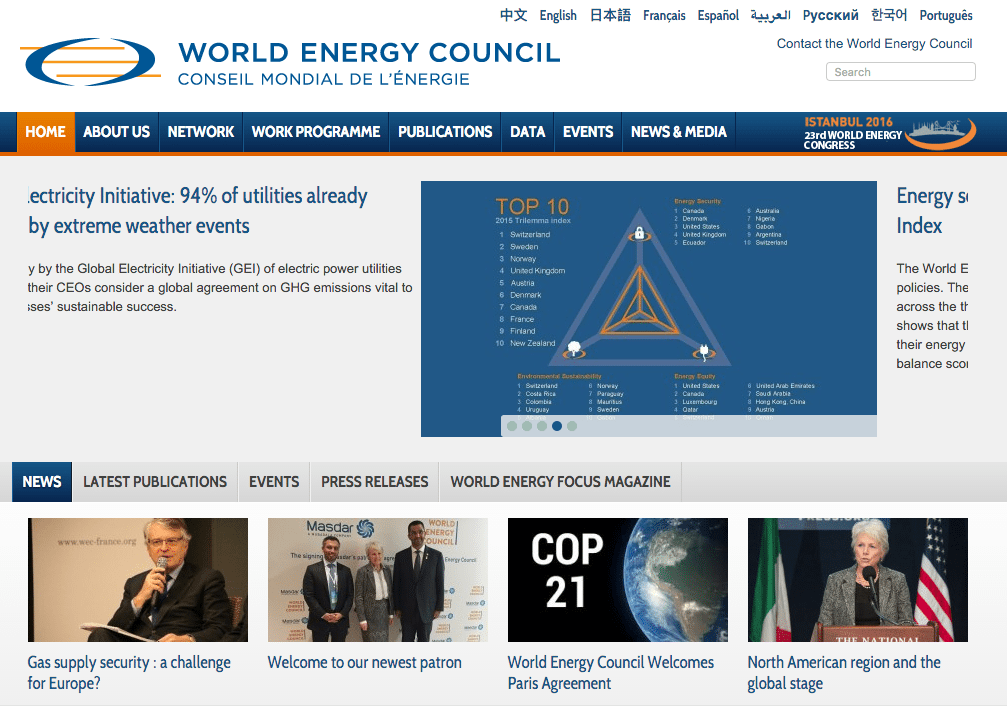 中文 English 日本語 Français Español العربية Русский 한국어 Português
Contact the World Energy Council
Search
WORLD ENERGY COUNCIL
CONSEIL MONDIAL DE L'ÉNERGIE
HOME ABOUT US NETWORK WORK PROGRAMME PUBLICATIONS DATA EVENTS NEWS & MEDIA
ISTANBUL 2016
23rd WORLD ENERGY
CONGRESS
ectricity Initiative: 94% of utilities already
by extreme weather events
y by the Global Electricity Initiative (GEI) of electric power utilities
their CEOs consider a global agreement on GHG emissions vital to
sses' sustainable success.
TOP 10
2015 Trilemma index
1 Switzerland
2 Sweden
3 Norway
4 United Kingdom
5 Austria
6 Denmark
7 Canada
8 France
9 Finland
10 New Zealand
Energy Security
1 Canada 6 Australia
2 Denmark 7 Nigeria
3 United States 8 Gabon
4 United Kingdom 9 Argentina
5 Ecuador 10 Switzerland
Environmental Sustainability
1 Switzerland 6 Norway
2 Costa Rica 7 Paraguay
3 Colombia 8 Mauritius
4 Uruguay 9 Sweden
Energy Equity
1 United States 6 United Arab Emirates
2 Canada 7 Saudi Arabia
3 Luxembourg 8 Hong Kong, China
4 Qatar 9 Austria
Energy se
Index
The World E
policies. The
across the th
shows that th
their energy
balance scor
NEWS LATEST PUBLICATIONS EVENTS PRESS RELEASES WORLD ENERGY FOCUS MAGAZINE
www.wec-france.org
Masdar
A MUBADALA COMPANY
WORLD
ENERGY
COUNCIL
The signing
Masdar's
Energy Council
COP
21
THE NATIONAL
Gas supply security : a challenge
for Europe?
Welcome to our newest patron
World Energy Council Welcomes
Paris Agreement
North American region and the
global stage